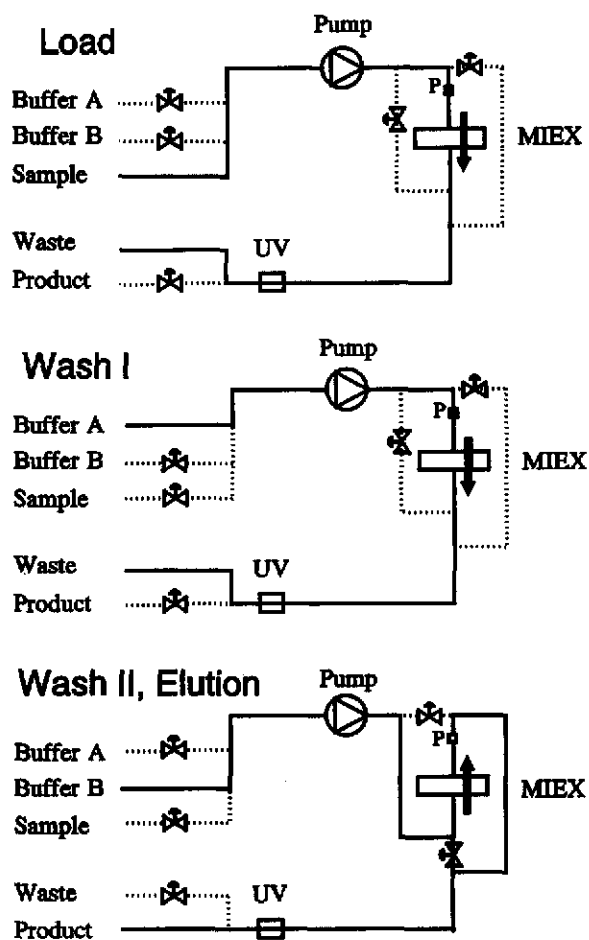 Load
Pump
Buffer A
Buffer B
P
MIEX
Sample
Waste
UV
Product
Wash I
Pump
Buffer A
P
Buffer B
MIEX
Sample
Waste
UV
Product
Wash II, Elution
Pump
Buffer A
P
Buffer B
MIEX
Sample
Waste
UV
Product